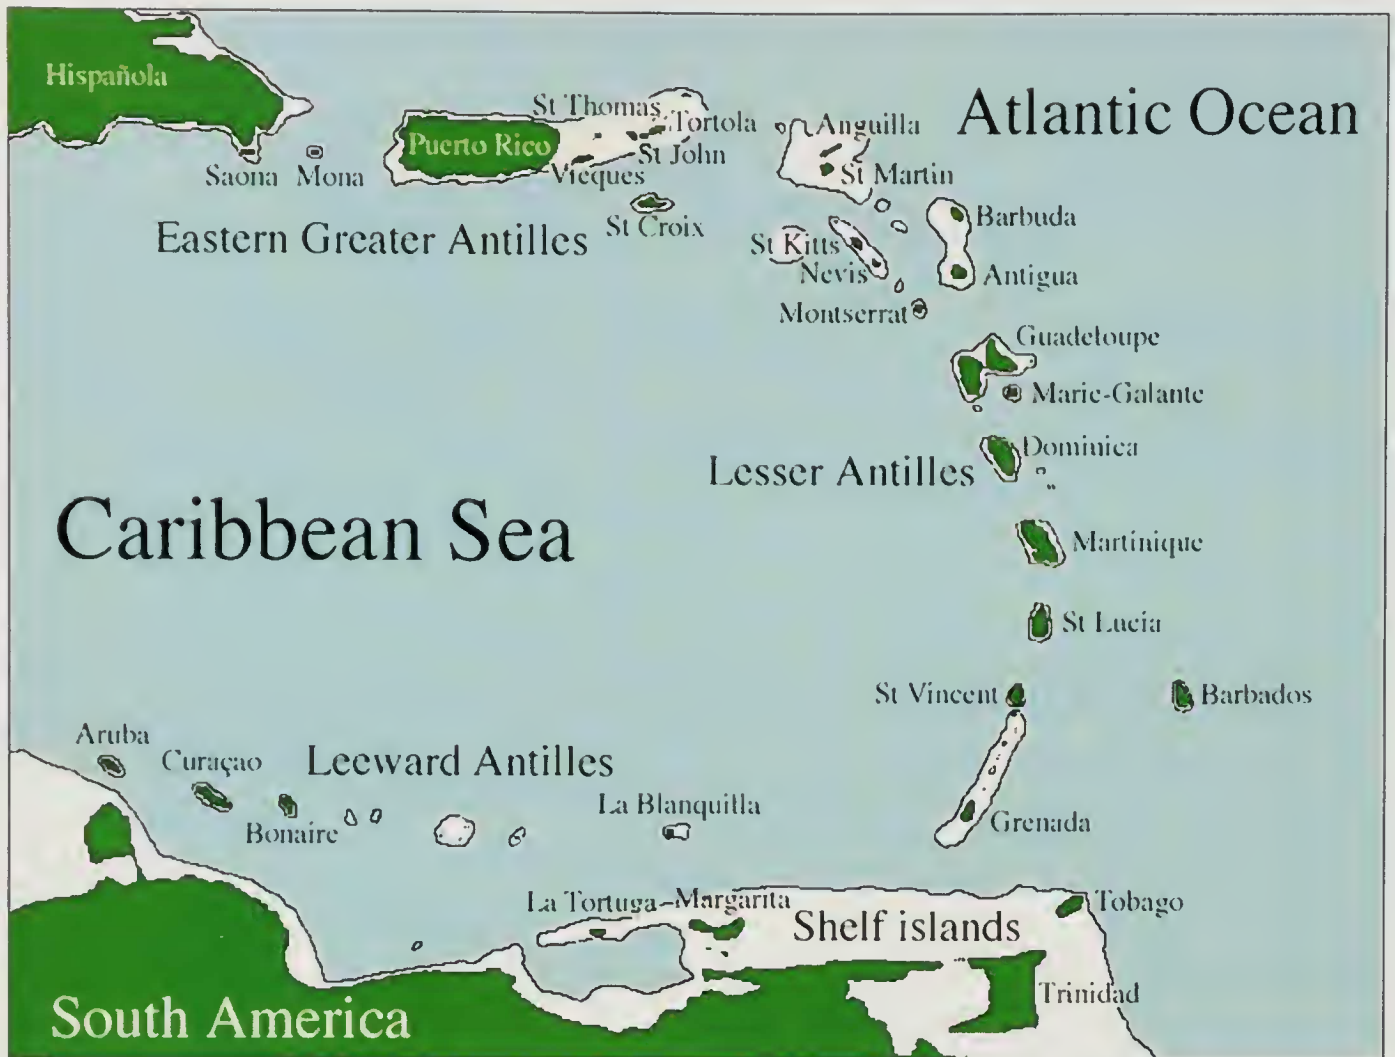 Hispañola
Atlantic Ocean
St Thomas
Tortola
Anguilla
Puerto Rico
St John
Saona
Mona
Vieques
St Martin
Eastern Greater Antilles
St Croix
Barbuda
St Kitts
Nevis
Antigua
Montserrat
Guadeloupe
Marie-Galante
Dominica
Lesser Antilles
Caribbean Sea
Martinique
St Lucia
St Vincent
Barbados
Aruba
Curaçao
Leeward Antilles
La Blanquilla
Bonaire
Grenada
La Tortuga
Margarita
Tobago
Shelf islands
Trinidad
South America